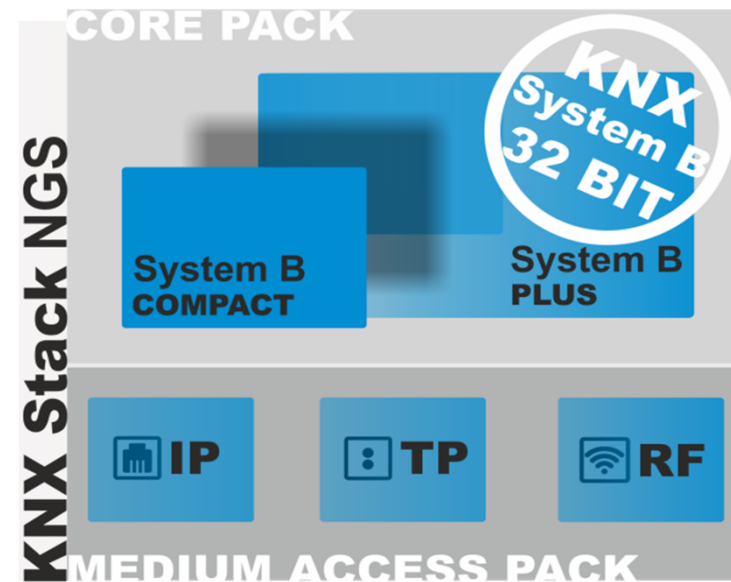 KNX Stack NGS
CORE PACK
KNX
System B
32 BIT
System B
COMPACT
System B
PLUS
IP
TP
RF
MEDIUM ACCESS PACK